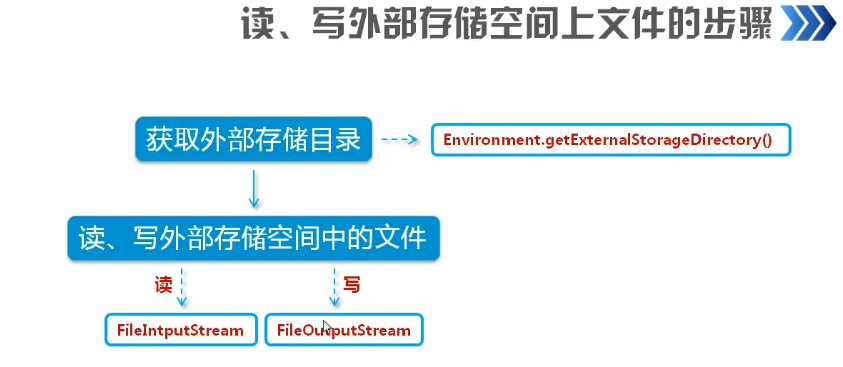 读、写外部存储空间上文件的步骤
获取外部存储目录
Environment.getExternalStorageDirectory()
读、写外部存储空间中的文件
读
写
FileIntputStream
FileOutputStream